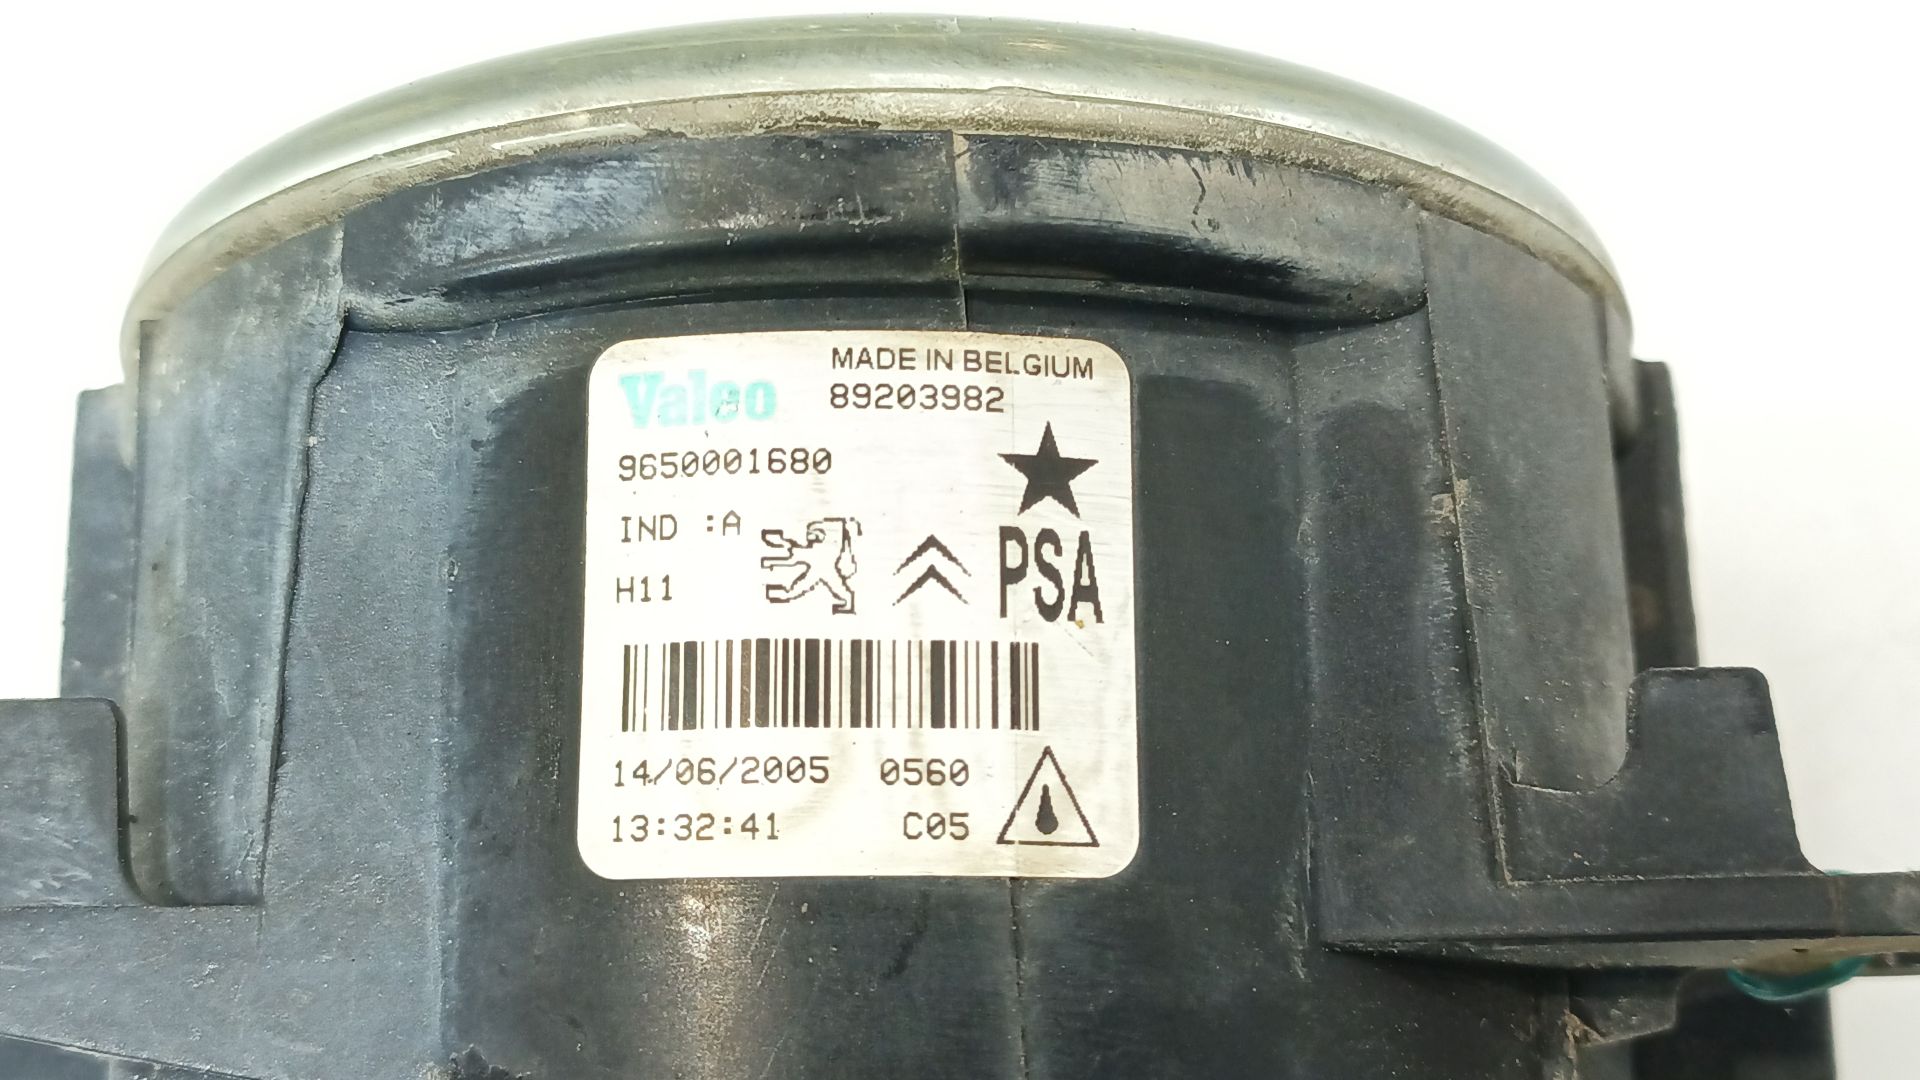 Valeo
MADE IN BELGIUM
89203982
9650001680
IND :A
H11
PSA
14/06/2005 0560
13:32:41 C05